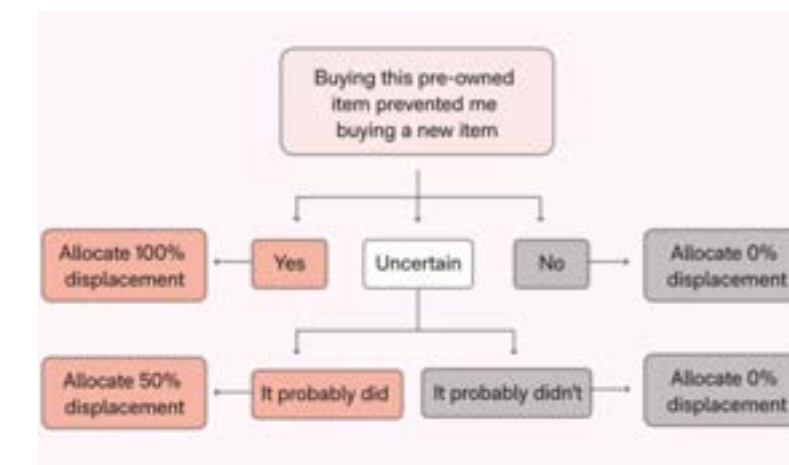 Buying this pre-owned
item prevented me
buying a new item
Allocate 100%
displacement
Yes
Uncertain
No
Allocate 0%
displacement
Allocate 50%
displacement
It probably did
It probably didn't
Allocate 0%
displacement